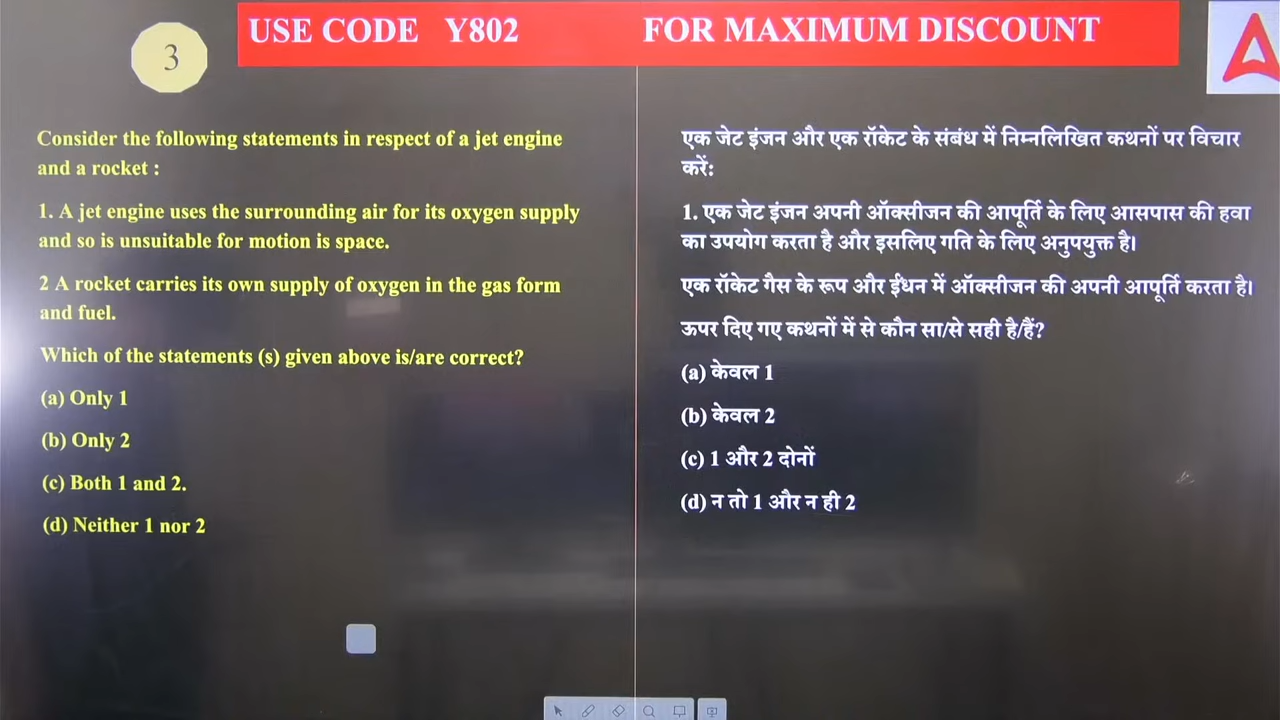 USE CODE Y802 FOR MAXIMUM DISCOUNT
3
Consider the following statements in respect of a jet engine
and a rocket :
1. A jet engine uses the surrounding air for its oxygen supply
and so is unsuitable for motion is space.
2 A rocket carries its own supply of oxygen in the gas form
and fuel.
Which of the statements (s) given above is/are correct?
(a) Only 1
(b) Only 2
(c) Both 1 and 2.
(d) Neither 1 nor 2
एक जेट इंजन और एक रॉकेट के संबंध में निम्नलिखित कथनों पर विचार
करें:
1. एक जेट इंजन अपनी ऑक्सीजन की आपूर्ति के लिए आसपास की हवा
का उपयोग करता है और इसलिए गति के लिए अनुपयुक्त है।
एक रॉकेट गैस के रूप और ईंधन में ऑक्सीजन की अपनी आपूर्ति करता है।
ऊपर दिए गए कथनों में से कौन सा/से सही है/हैं?
(a) केवल 1
(b) केवल 2
(c) 1 और 2 दोनों
(d) न तो 1 और न ही 2